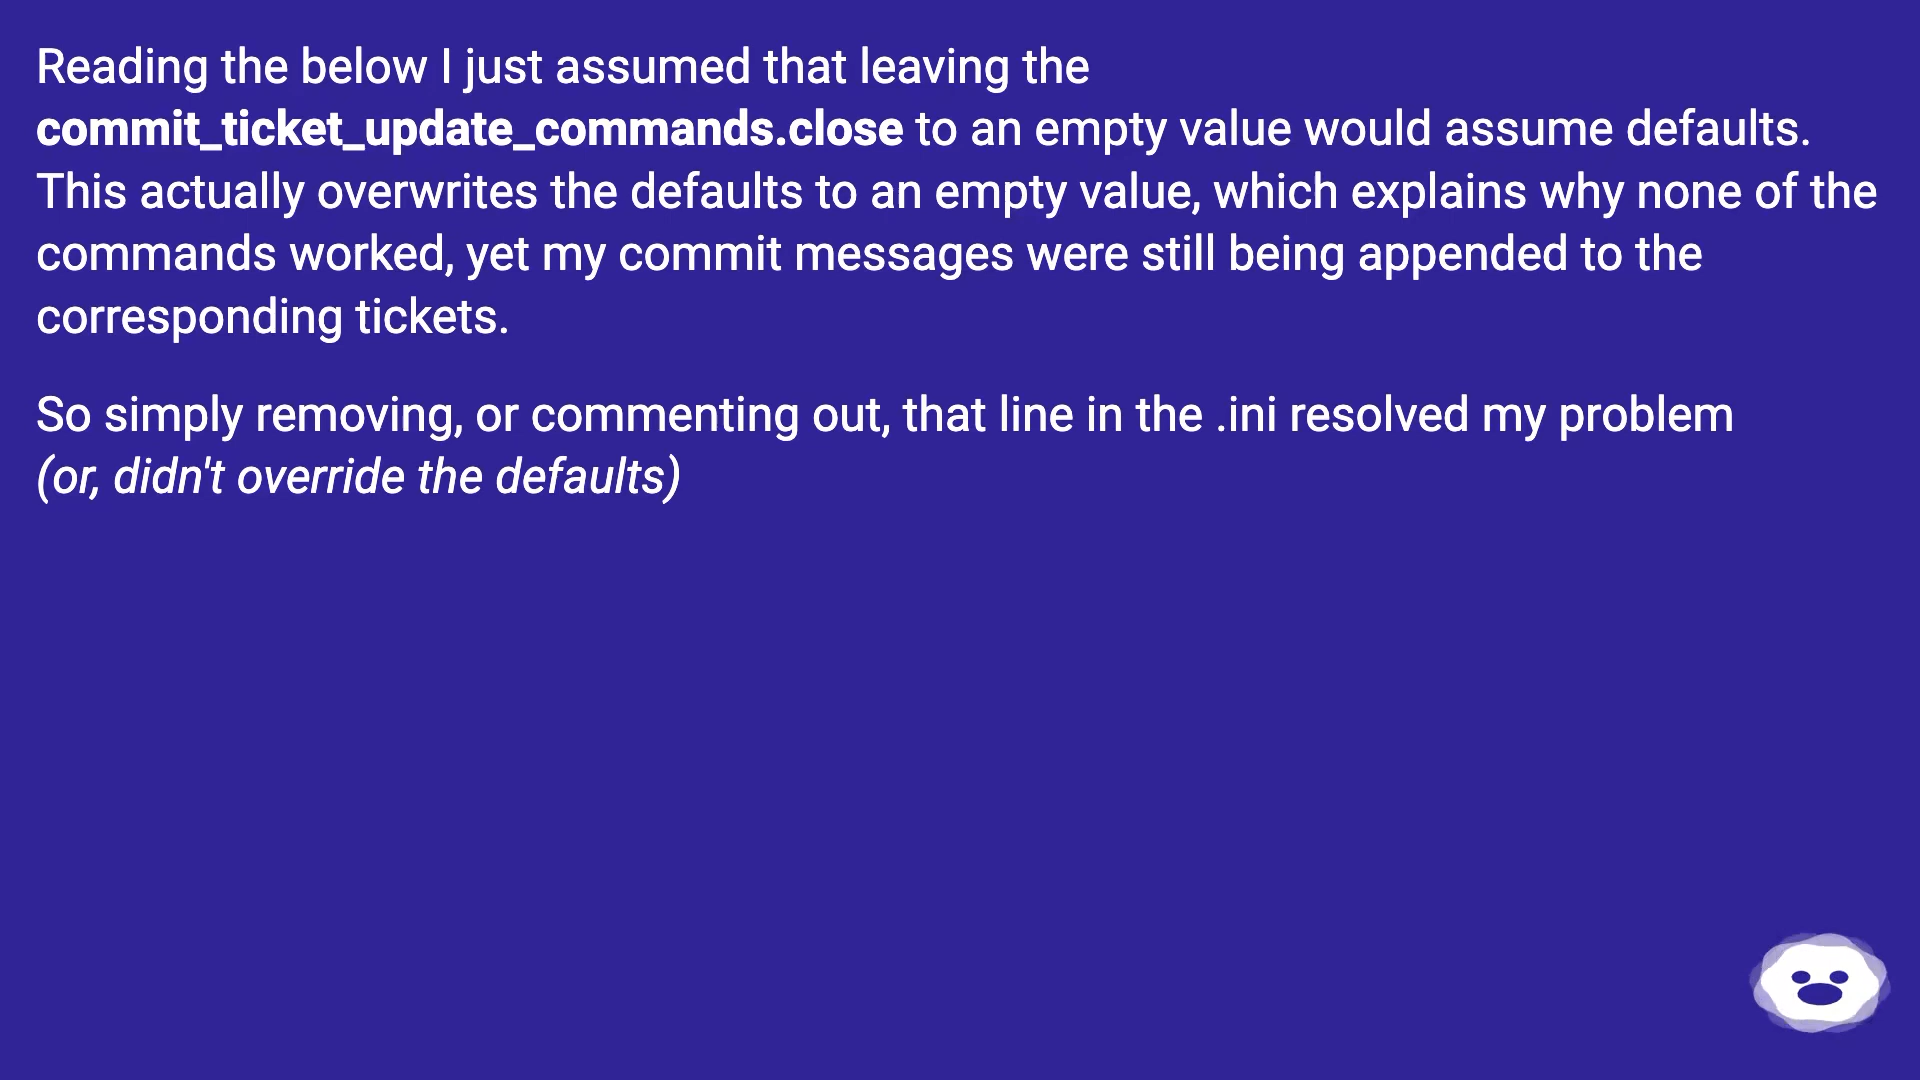 Reading the below I just assumed that leaving the
commit_ticket_update_commands.close to an empty value would assume defaults.
This actually overwrites the defaults to an empty value, which explains why none of the
commands worked, yet my commit messages were still being appended to the
corresponding tickets.
So simply removing, or commenting out, that line in the .ini resolved my problem
(or, didn't override the defaults)